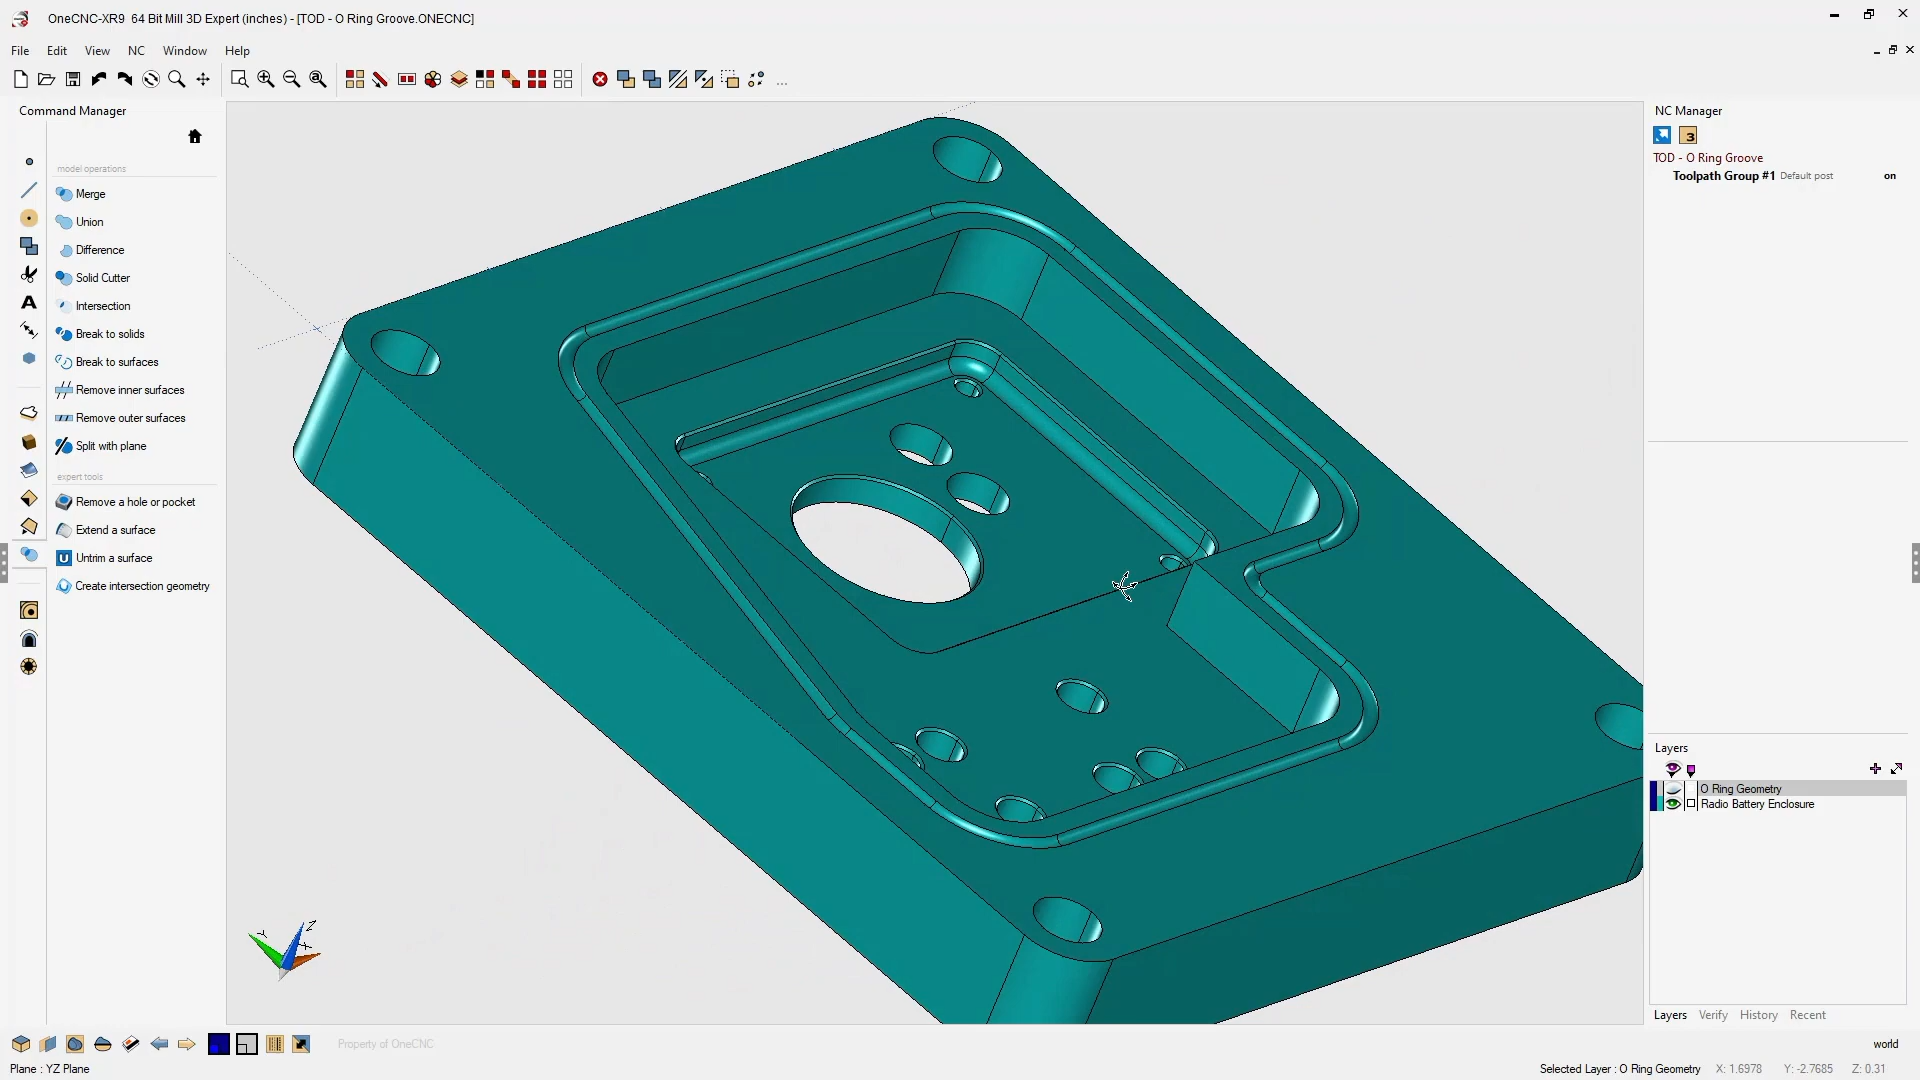 OneCNC-XR9 64 Bit Mill 3D Expert (inches) - [TOD - O Ring Groove.ONECNC]
File Edit View NC Window Help
...
Command Manager
model operations
Merge
Union
Difference
Solid Cutter
Intersection
Break to solids
Break to surfaces
Remove inner surfaces
Remove outer surfaces
Split with plane
expert tools
Remove a hole or pocket
Extend a surface
Untrim a surface
Create intersection geometry
NC Manager
3
TOD - O Ring Groove
Toolpath Group #1 Default post on
Layers
O Ring Geometry
Radio Battery Enclosure
Layers Verify History Recent
Property of OneCNC
world
Plane : YZ Plane
Selected Layer : O Ring Geometry X: 1.6978 Y: -2.7685 Z: 0.31